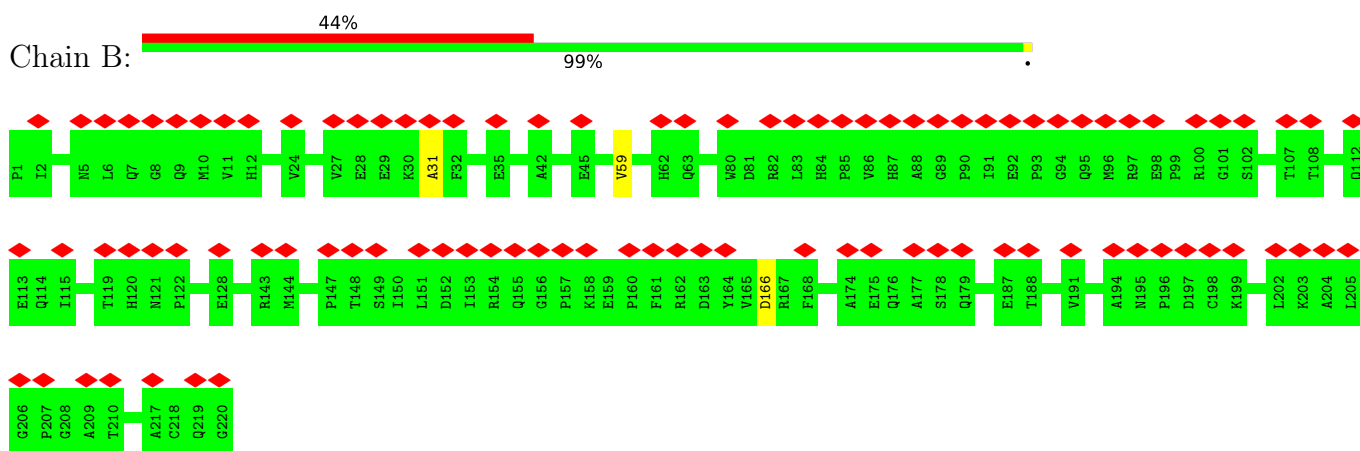 44%
Chain B:
99%
.
P1 I2 N5 L6 Q7 G8 Q9 M10 V11 H12 V24 V27 E28 E29 K30 A31 F32 E35 A42 E45 V59 H62 Q63 W80 D81 R82 L83 H84 P85 V86 H87 A88 G89 P90 I91 E92 P93 G94 Q95 M96 R97 E98 P99 R100 G101 S102 T107 T108 Q112
E113 Q114 I115 T119 H120 N121 P122 E128 R143 M144 P147 T148 S149 I150 L151 D152 I153 R154 Q155 G156 P157 K158 E159 P160 F161 R162 D163 Y164 V165 D166 R167 F168 A174 E175 Q176 A177 S178 Q179 E187 T188 V191 A194 N195 P196 D197 C198 K199 L202 K203 A204 L205
G206 P207 G208 A209 T210 A217 C218 Q219 G220